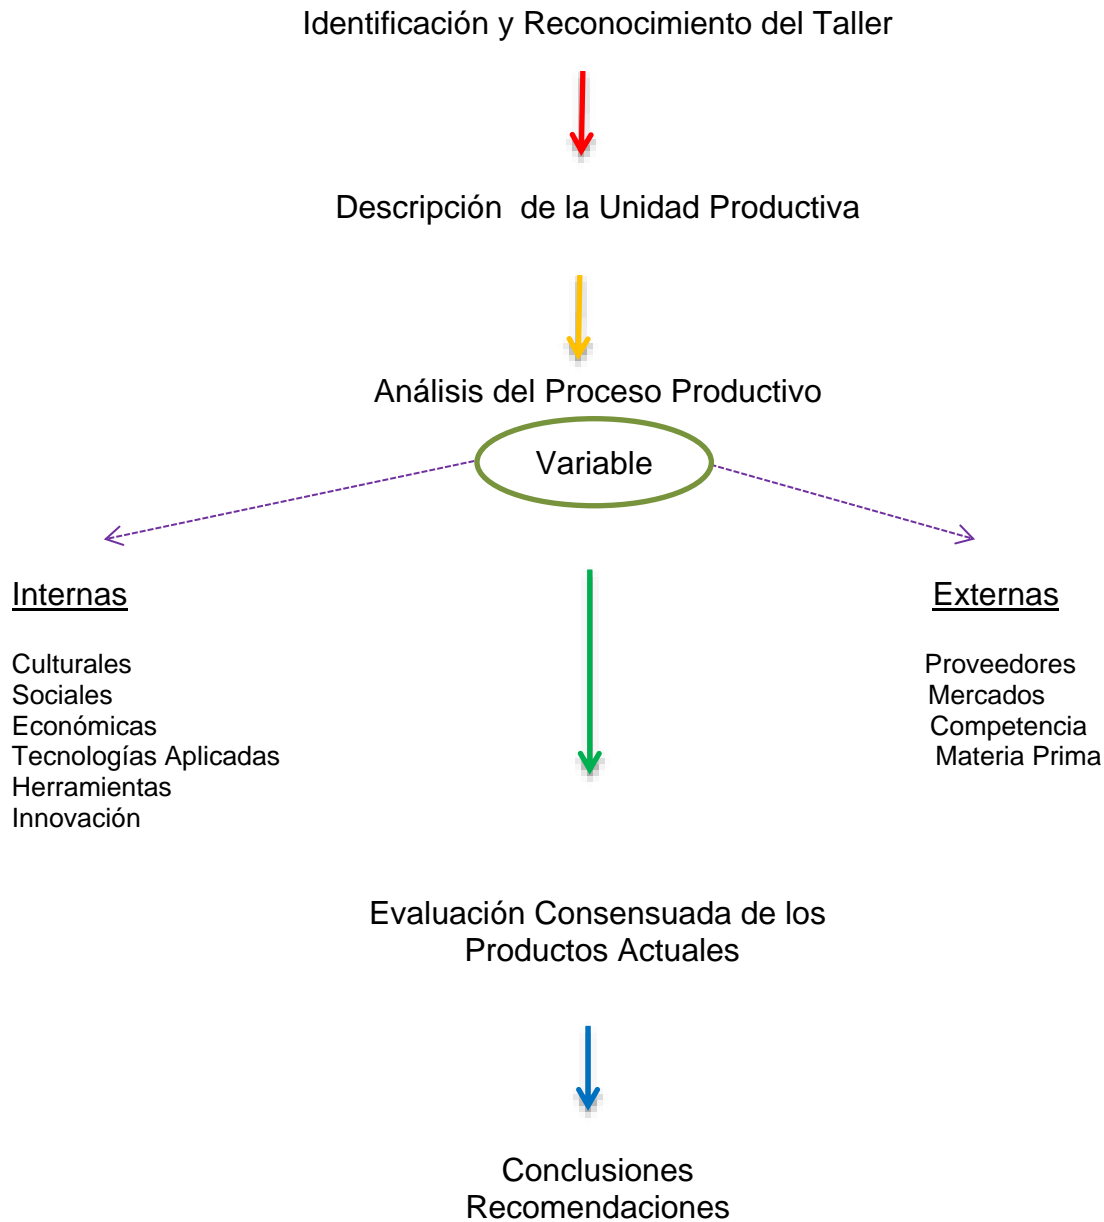 Identificación y Reconocimiento del Taller
Descripción  de la Unidad Productiva
Análisis del Proceso Productivo
Variable
Internas
Culturales
Sociales
Económicas
Tecnologías Aplicadas
Herramientas
Innovación
Externas
Proveedores
Mercados
Competencia
Materia Prima
Evaluación Consensuada de los
Productos Actuales
Conclusiones
Recomendaciones